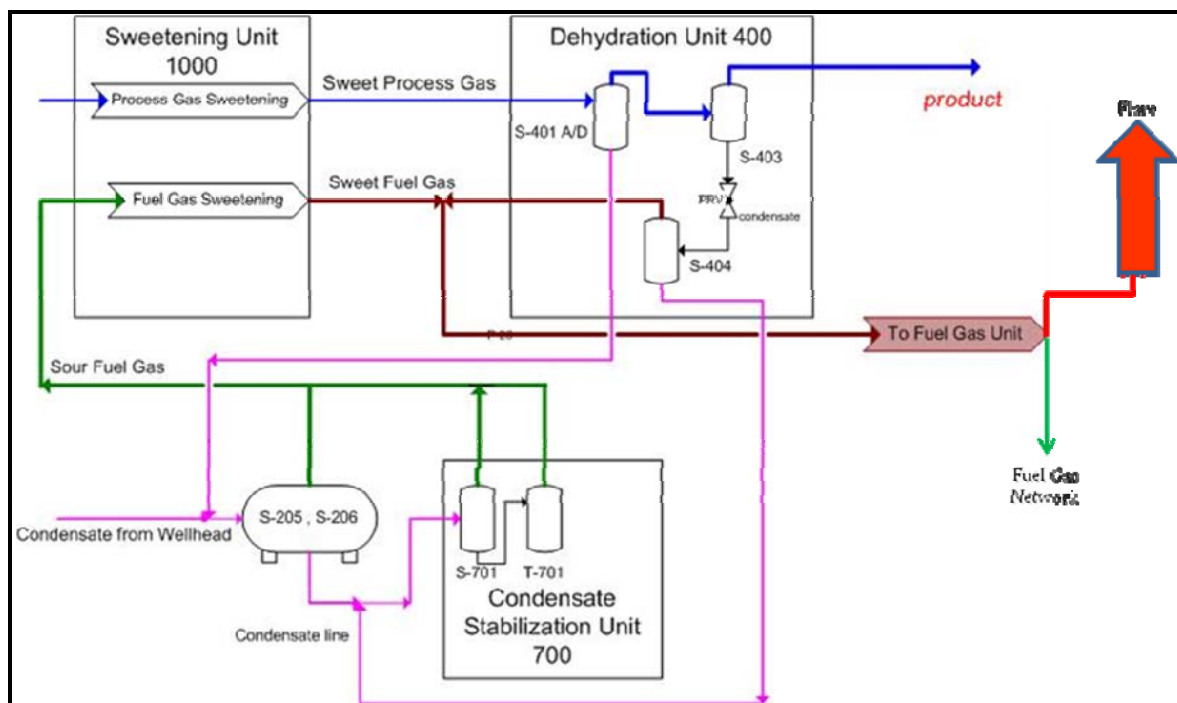 Sweetening Unit
1000
Process Gas Sweetening
Fuel Gas Sweetening
Sweet Process Gas
Sweet Fuel Gas
Dehydration Unit 400
S-401 A/D
S-403
PRV
condensate
S-404
product
To Fuel Gas Unit
Fuel Gas
Network
Sour Fuel Gas
Condensate from Wellhead
S-205 , S-206
Condensate line
S-701
T-701
Condensate
Stabilization Unit
700